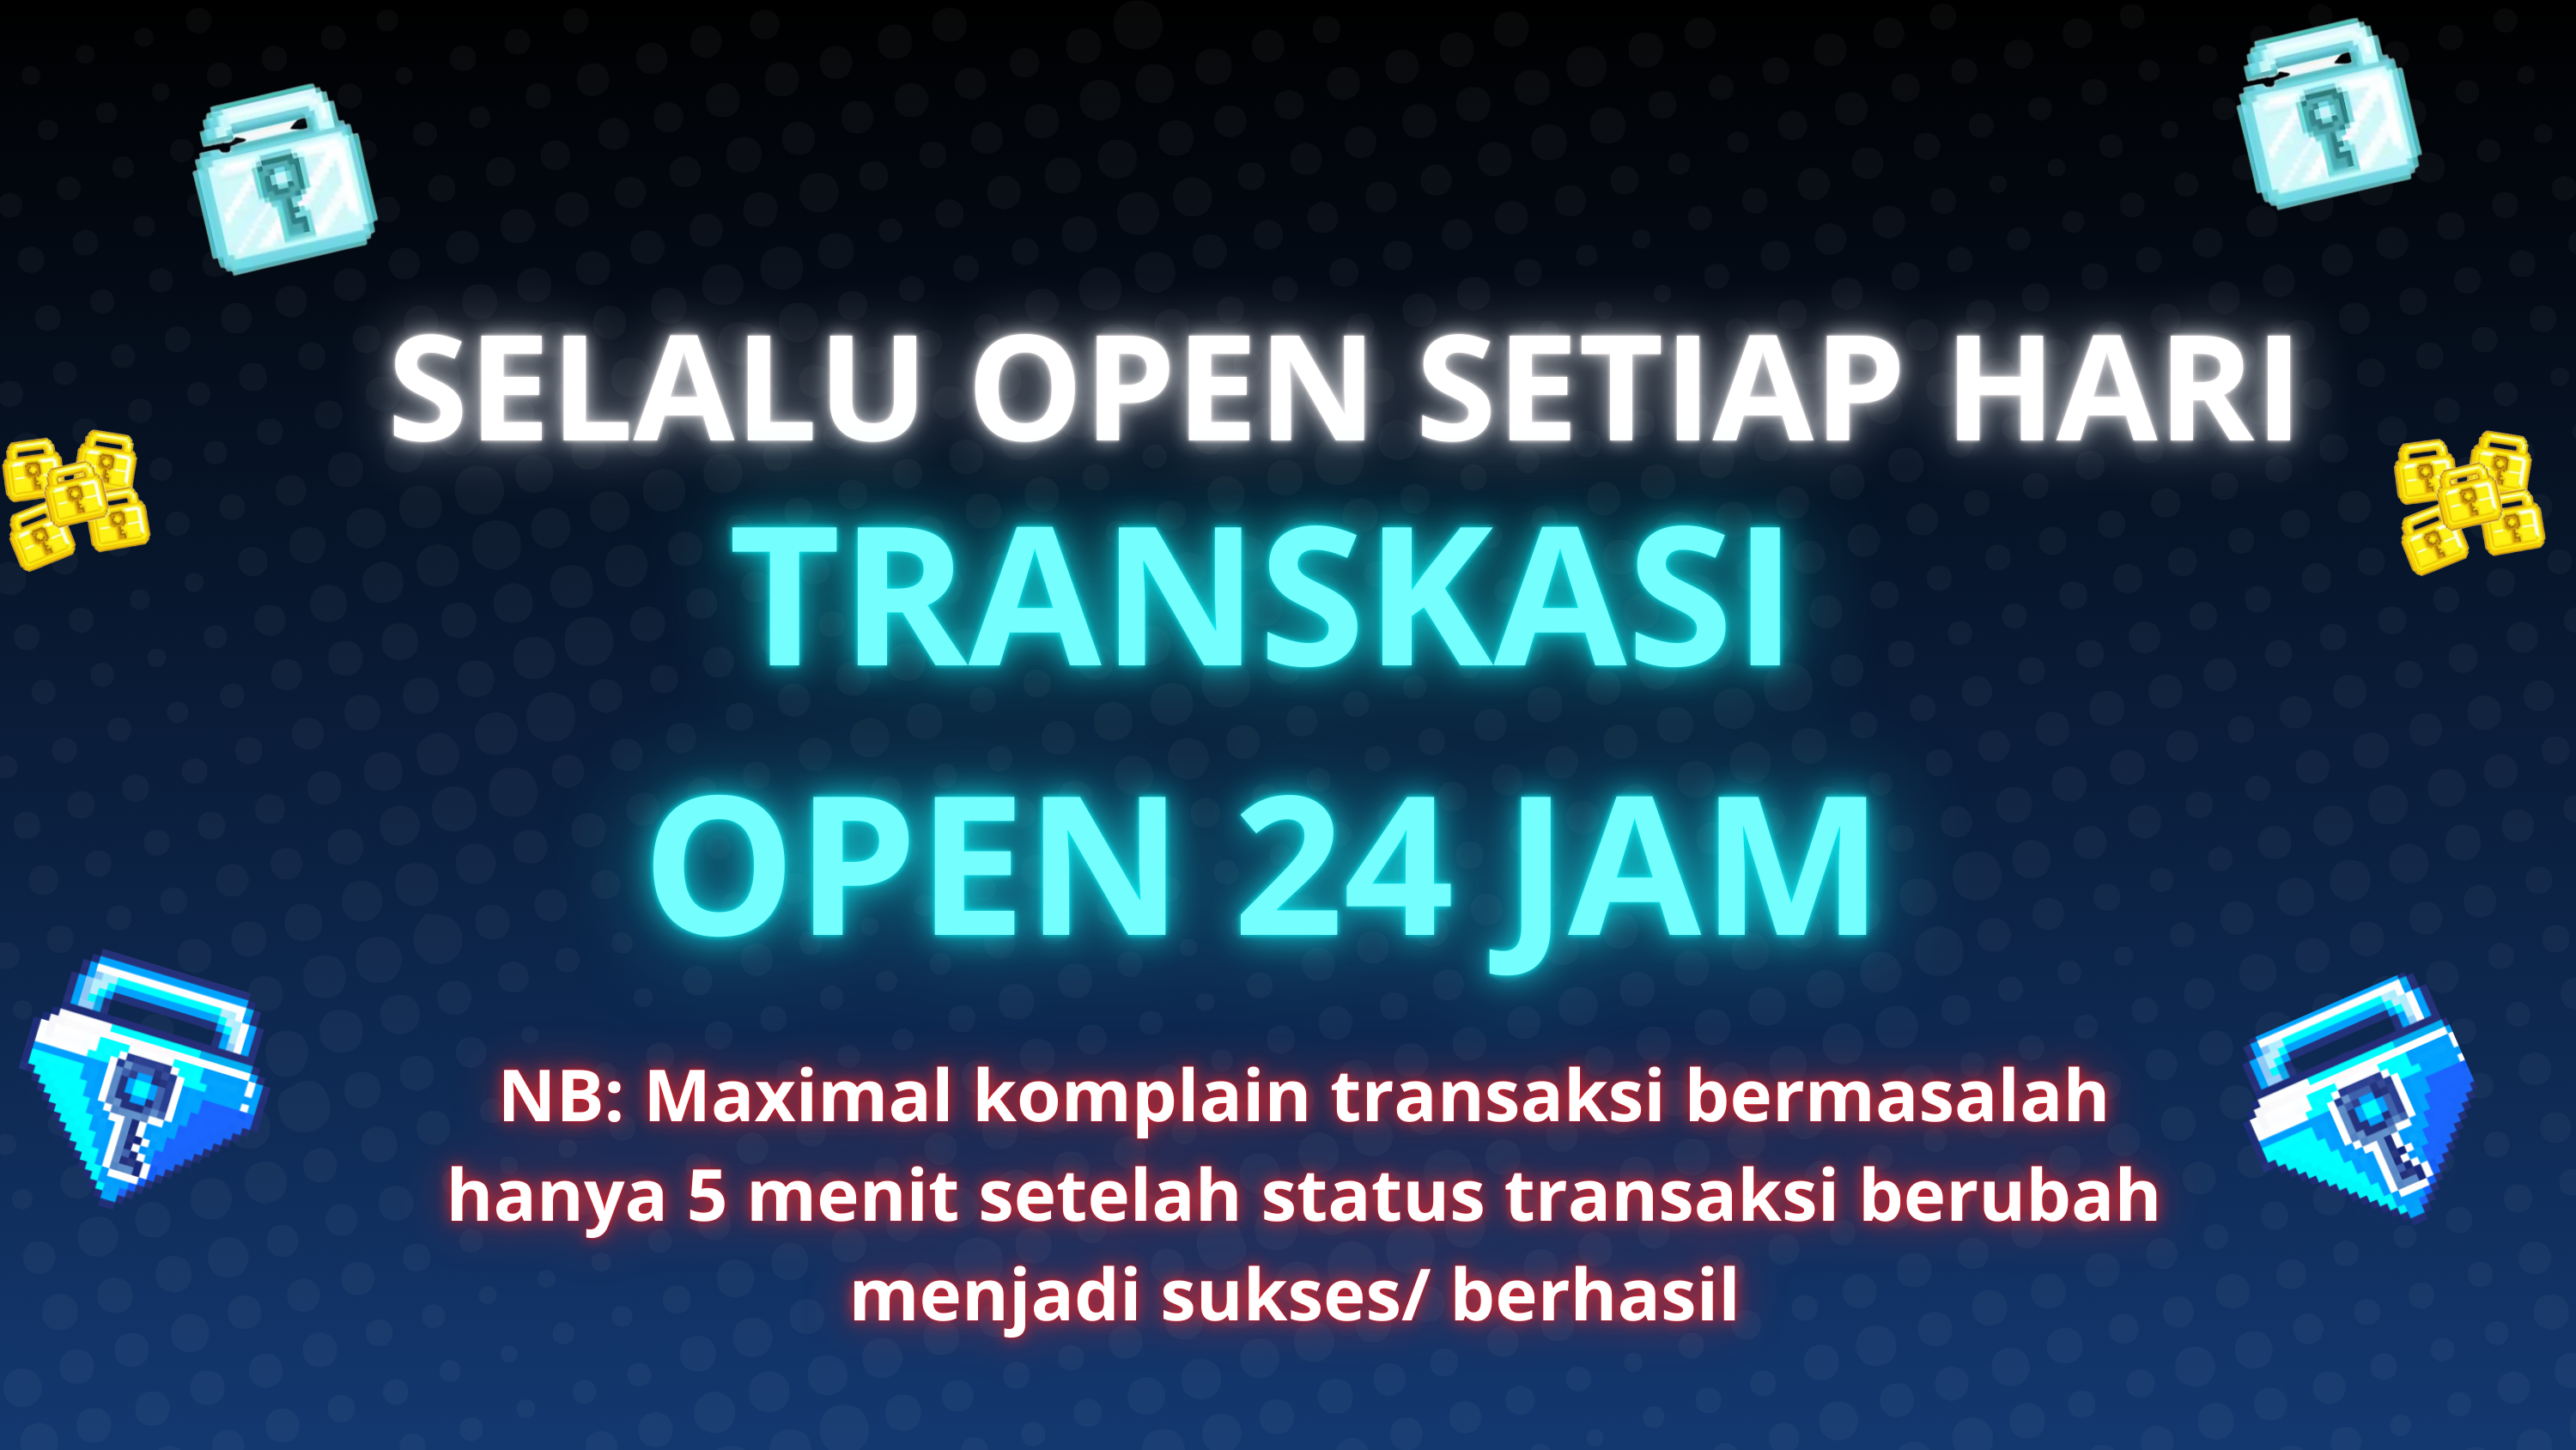 SELALU OPEN SETIAP HARI
TRANSKASI
OPEN 24 JAM
NB: Maximal komplain transaksi bermasalah
hanya 5 menit setelah status transaksi berubah
menjadi sukses/ berhasil